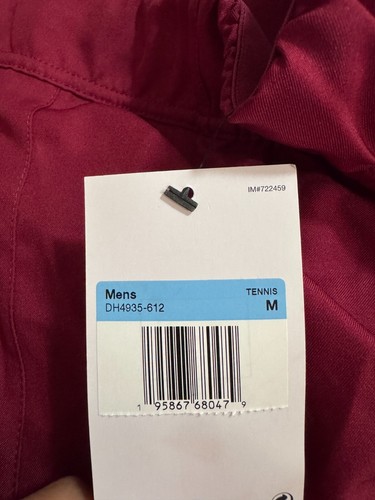 IM#722459
Mens TENNIS
DH4935-612 M
1 95867 68047 9